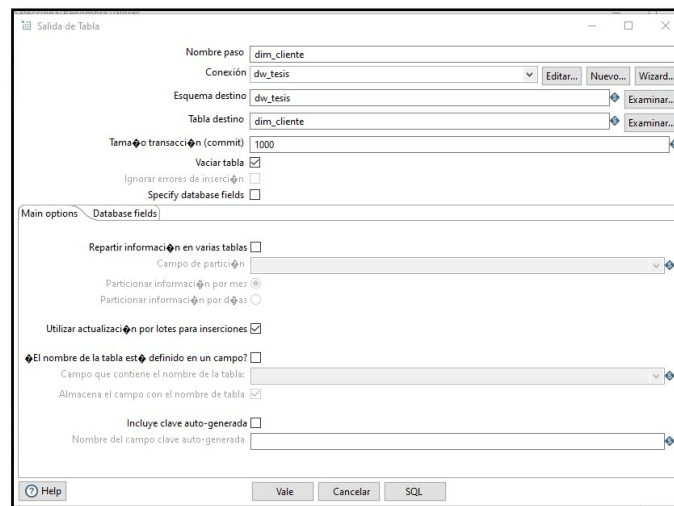 Salida de Tabla
Nombre paso dim_cliente
Conexión dw_tesis Editar... Nuevo... Wizard...
Esquema destino dw_tesis Examinar...
Tabla destino dim_cliente Examinar...
Tama�o transacci�n (commit) 1000
Vaciar tabla
Ignorar errores de inserci�n
Specify database fields
Main options Database fields
Repartir informaci�n en varias tablas
Campo de partici�n
Particionar informaci�n por mes
Particionar informaci�n por d�as
Utilizar actualizaci�n por lotes para inserciones
�El nombre de la tabla est� definido en un campo?
Campo que contiene el nombre de la tabla:
Almacena el campo con el nombre de tabla
Incluye clave auto-generada
Nombre del campo clave auto-generada
Help Vale Cancelar SQL